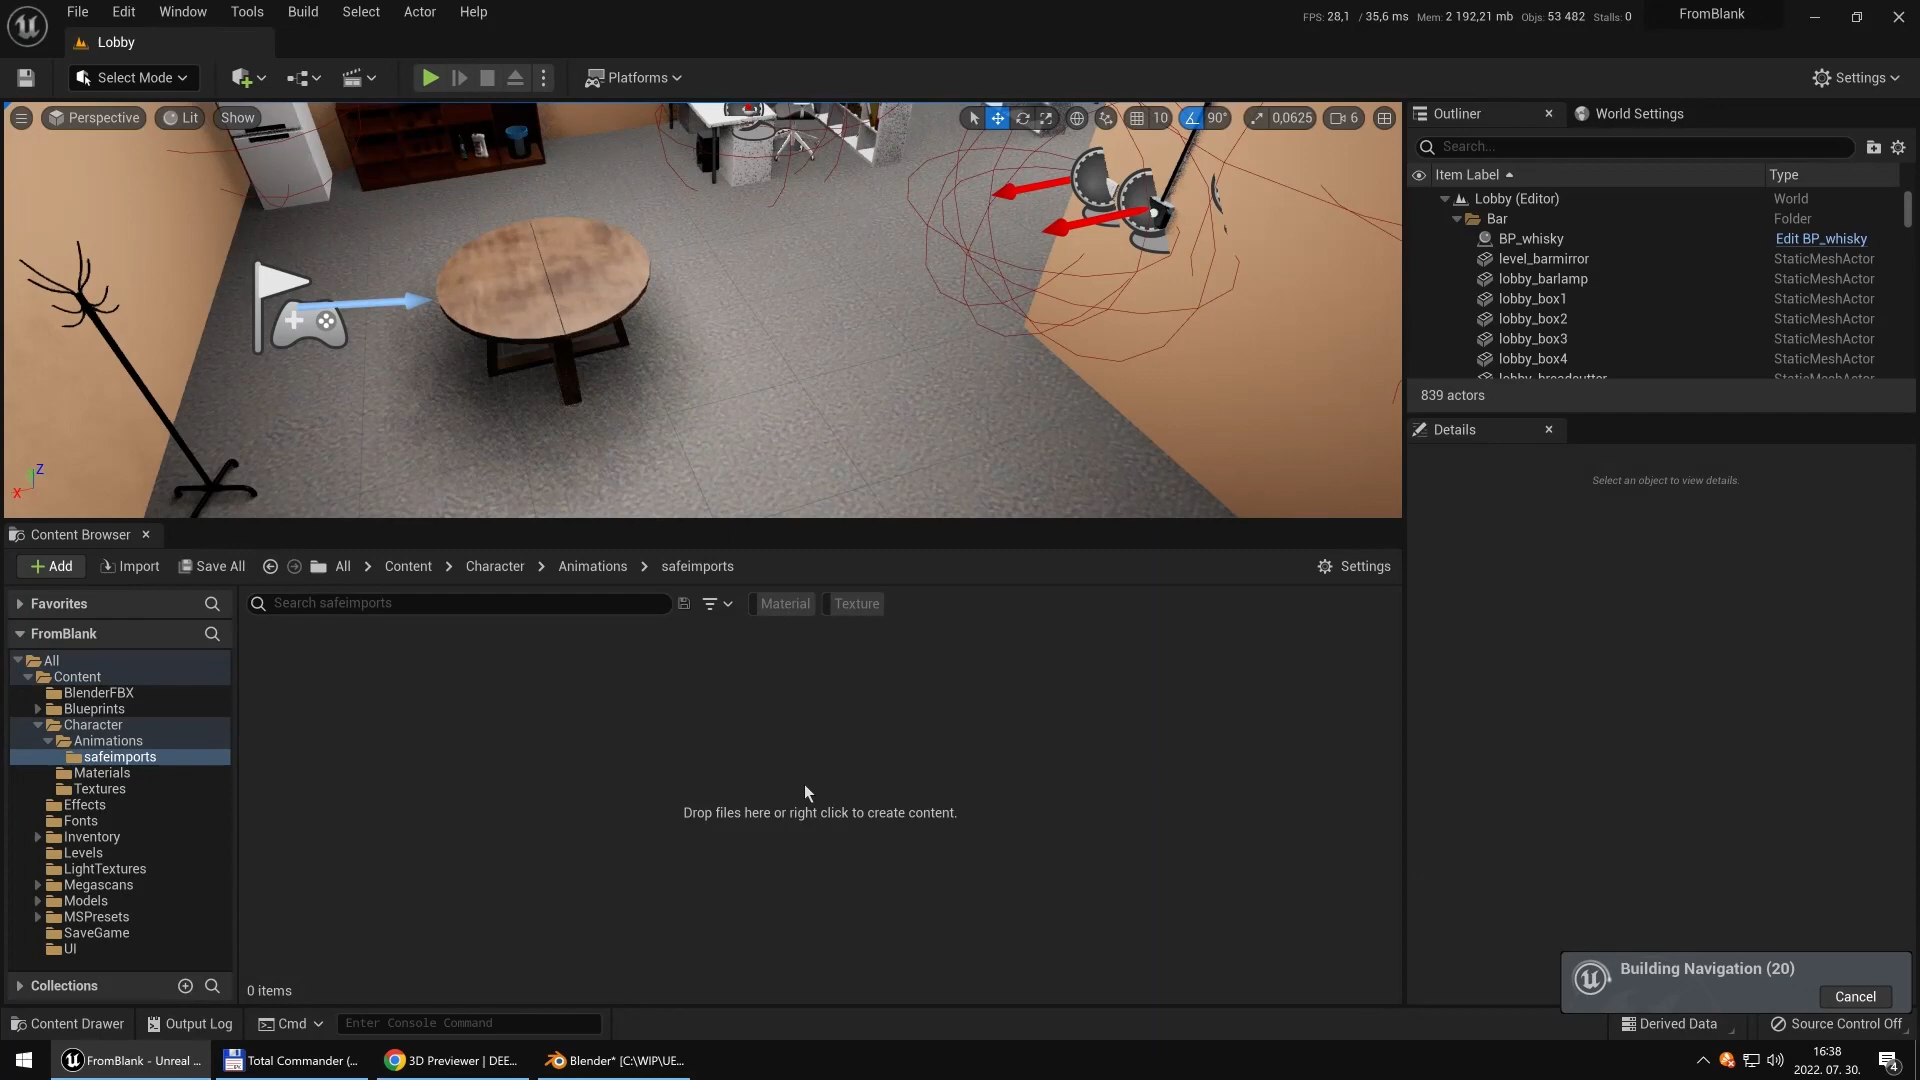 File Edit Window Tools Build Select Actor Help
FPS: 28,1 / 35,6 ms Mem: 2 192,21 mb Objs: 53 482 Stalls: 0
FromBlank
Lobby
Select Mode
Platforms
Settings
Perspective Lit Show
10 90° 0,0625 6
Z
X
Outliner
World Settings
Search...
Item Label Type
Lobby (Editor) World
Bar Folder
BP_whisky Edit BP_whisky
level_barmirror StaticMeshActor
lobby_barlamp StaticMeshActor
lobby_box1 StaticMeshActor
lobby_box2 StaticMeshActor
lobby_box3 StaticMeshActor
lobby_box4 StaticMeshActor
lobby_breadcutter StaticMeshActor
839 actors
Details
Select an object to view details.
Content Browser
Add Import Save All All Content Character Animations safeimports Settings
Favorites
Search safeimports
Material Texture
FromBlank
All
Content
BlenderFBX
Blueprints
Character
Animations
safeimports
Materials
Textures
Effects
Fonts
Inventory
Levels
LightTextures
Megascans
Models
MSPresets
SaveGame
UI
Drop files here or right click to create content.
Collections
0 items
Building Navigation (20)
Cancel
Content Drawer Output Log Cmd Enter Console Command Derived Data Source Control Off
FromBlank - Unreal ... Total Commander (... 3D Previewer | DEE... Blender* [C:\WIP\UE...
16:38
2022. 07. 30.
4